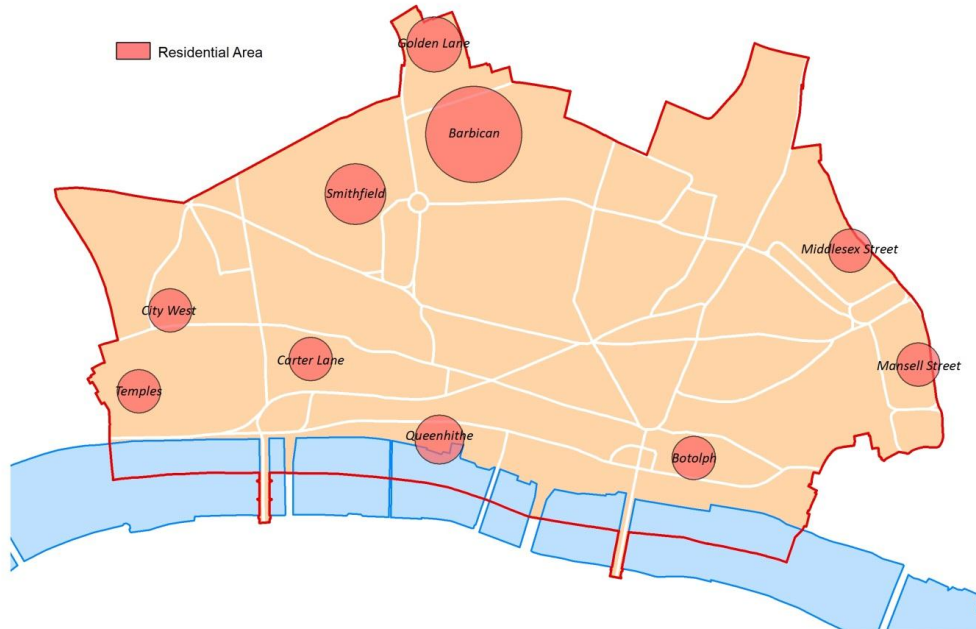 Golden Lane
Residential Area
Barbican
Smithfield
Middlesex Street
City West
Carter Lane
Mansell Street
Temples
Queenhithe
Botolph